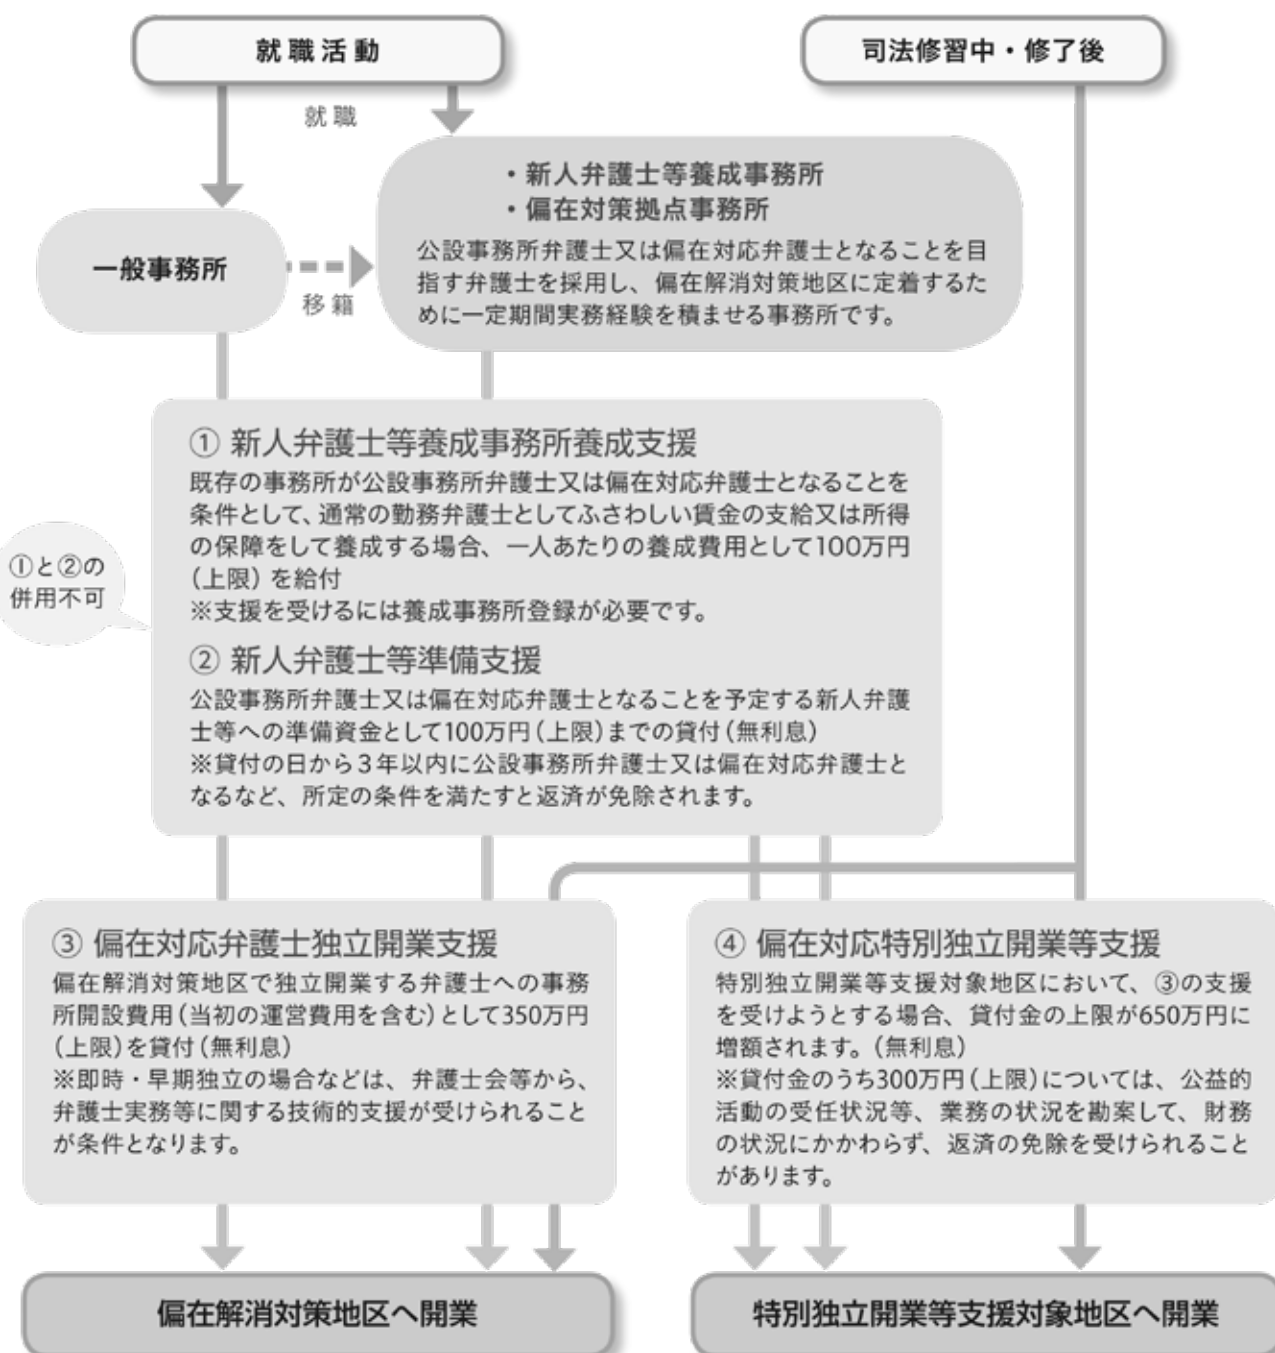 就職活動
司法修習中・修了後
就職
・新人弁護士等養成事務所
・偏在対策拠点事務所
公設事務所弁護士又は偏在対応弁護士となることを目
指す弁護士を採用し、偏在解消対策地区に定着するた
めに一定期間実務経験を積ませる事務所です。
一般事務所
移籍
① 新人弁護士等養成事務所養成支援
既存の事務所が公設事務所弁護士又は偏在対応弁護士となることを
条件として、通常の勤務弁護士としてふさわしい賃金の支給又は所得
の保障をして養成する場合、一人あたりの養成費用として100万円
（上限）を給付
※支援を受けるには養成事務所登録が必要です。
①と②の
併用不可
② 新人弁護士等準備支援
公設事務所弁護士又は偏在対応弁護士となることを予定する新人弁護
士等への準備資金として100万円（上限）までの貸付（無利息）
※貸付の日から３年以内に公設事務所弁護士又は偏在対応弁護士と
なるなど、所定の条件を満たすと返済が免除されます。
③ 偏在対応弁護士独立開業支援
偏在解消対策地区で独立開業する弁護士への事務
所開設費用（当初の運営費用を含む）として350万円
（上限）を貸付（無利息）
※即時・早期独立の場合などは、弁護士会等から、
弁護士実務等に関する技術的支援が受けられること
が条件となります。
④ 偏在対応特別独立開業等支援
特別独立開業等支援対象地区において、③の支援
を受けようとする場合、貸付金の上限が650万円に
増額されます。（無利息）
※貸付金のうち300万円（上限）については、公益的
活動の受任状況等、業務の状況を勘案して、財務
の状況にかかわらず、返済の免除を受けられること
があります。
偏在解消対策地区へ開業
特別独立開業等支援対象地区へ開業